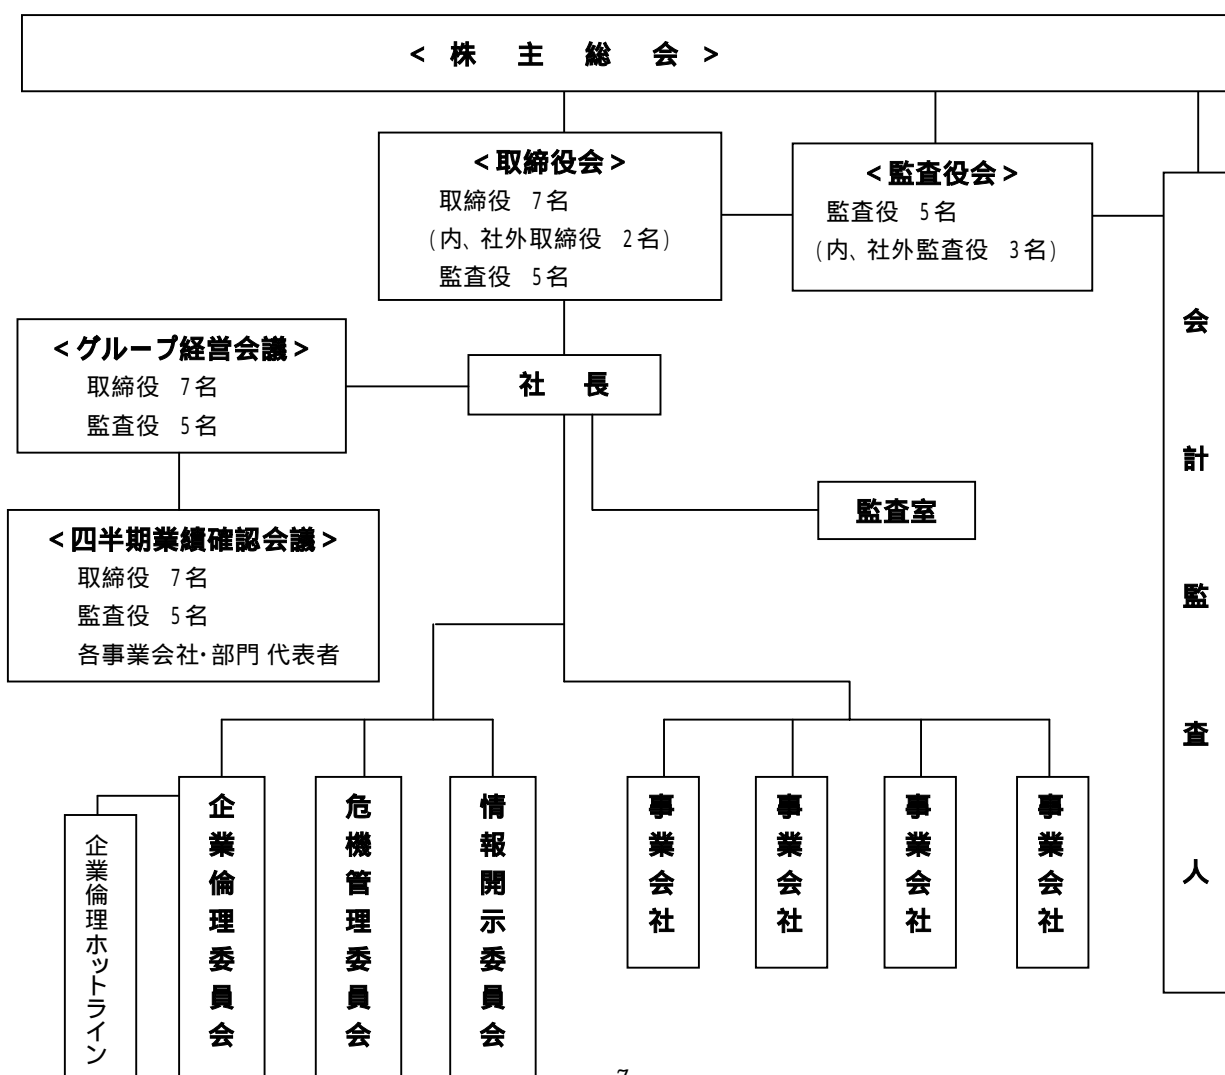 ＜ 株 主 総 会 ＞
＜取締役会＞
取締役 7名
（内、社外取締役 2名）
監査役 5名
＜監査役会＞
監査役 5名
（内、社外監査役 3名）
会計監査人
＜グループ経営会議＞
取締役 7名
監査役 5名
社 長
監査室
＜四半期業績確認会議＞
取締役 7名
監査役 5名
各事業会社・部門 代表者
企業倫理ホットライン
企業倫理委員会
危機管理委員会
情報開示委員会
事業会社
事業会社
事業会社
事業会社